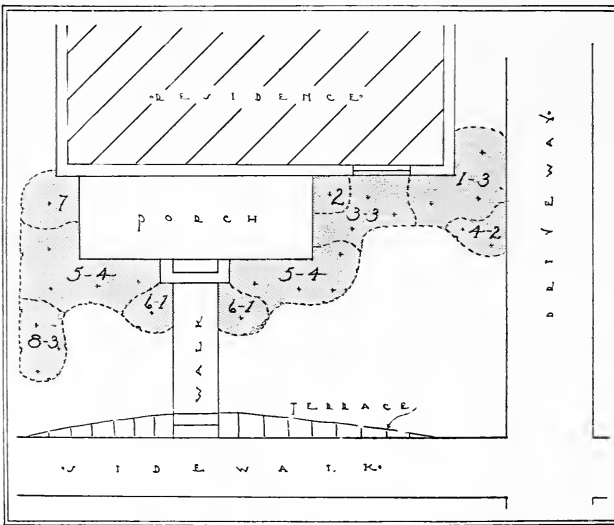 RESIDENCE
DRIVEWAY
1-3
2
7
3-3
PORCH
4-2
5-4
5-4
6-1
6-1
8-3
WALK
TERRACE
SIDEWALK